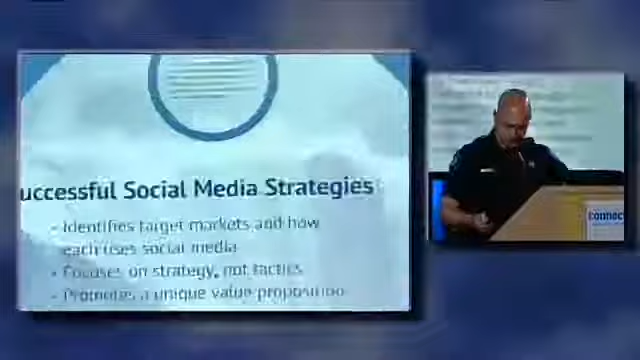 uccessful Social Media Strategies
- Identifies target markets and how
each uses social media
- Focuses on strategy, not tactics
- Promotes a unique value proposition
connec